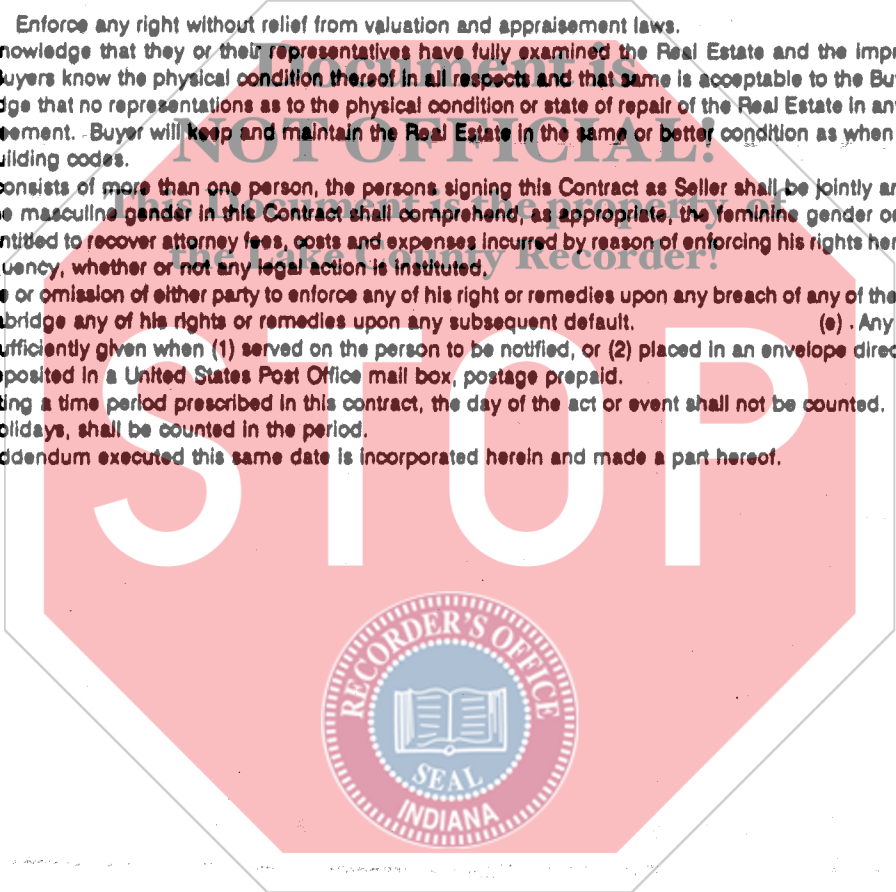 Enforce any right without relief from valuation and appraisement laws.
nowledge that they or their representatives have fully examined the Real Estate and the impr
uyers know the physical condition thereof in all respects and that same is acceptable to the Bu
dge that no representations as to the physical condition or state of repair of the Real Estate in an
eement. Buyer will keep and maintain the Real Estate in the same or better condition as when
uilding codes.
onsists of more than one person, the persons signing this Contract as Seller shall be jointly an
e masculine gender in this Contract shall comprehend, as appropriate, the feminine gender or
ntitled to recover attorney fees, costs and expenses incurred by reason of enforcing his rights her
uency, whether or not any legal action is instituted.
e or omission of either party to enforce any of his right or remedies upon any breach of any of the
bridge any of his rights or remedies upon any subsequent default. (e) . Any
ufficiently given when (1) served on the person to be notified, or (2) placed in an envelope direc
posited in a United States Post Office mail box, postage prepaid.
ting a time period prescribed in this contract, the day of the act or event shall not be counted.
olidays, shall be counted in the period.
ddendum executed this same date is incorporated herein and made a part hereof.
Document is
NOT OFFICIAL!
This Document is the property of
the Lake County Recorder!
STOP
RECORDER'S OFFICE
SEAL
INDIANA